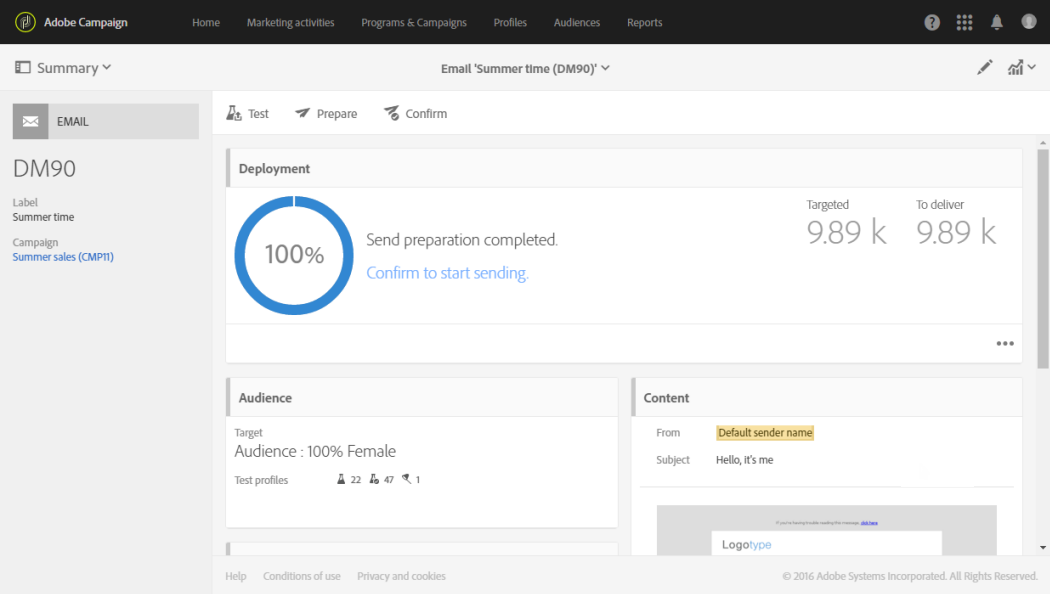 Adobe Campaign
Home Marketing activities Programs & Campaigns Profiles Audiences Reports
Summary
Email 'Summer time (DM90)'
EMAIL
DM90
Label
Summer time
Campaign
Summer sales (CMP11)
Test Prepare Confirm
Deployment
100%
Send preparation completed.
Confirm to start sending.
Targeted To deliver
9.89 k 9.89 k
Audience
Target
Audience : 100% Female
Test profiles 22 47 1
Content
From Default sender name
Subject Hello, it's me
If you're having trouble reading this message, click here
Logotype
Help Conditions of use Privacy and cookies
© 2016 Adobe Systems Incorporated. All Rights Reserved.